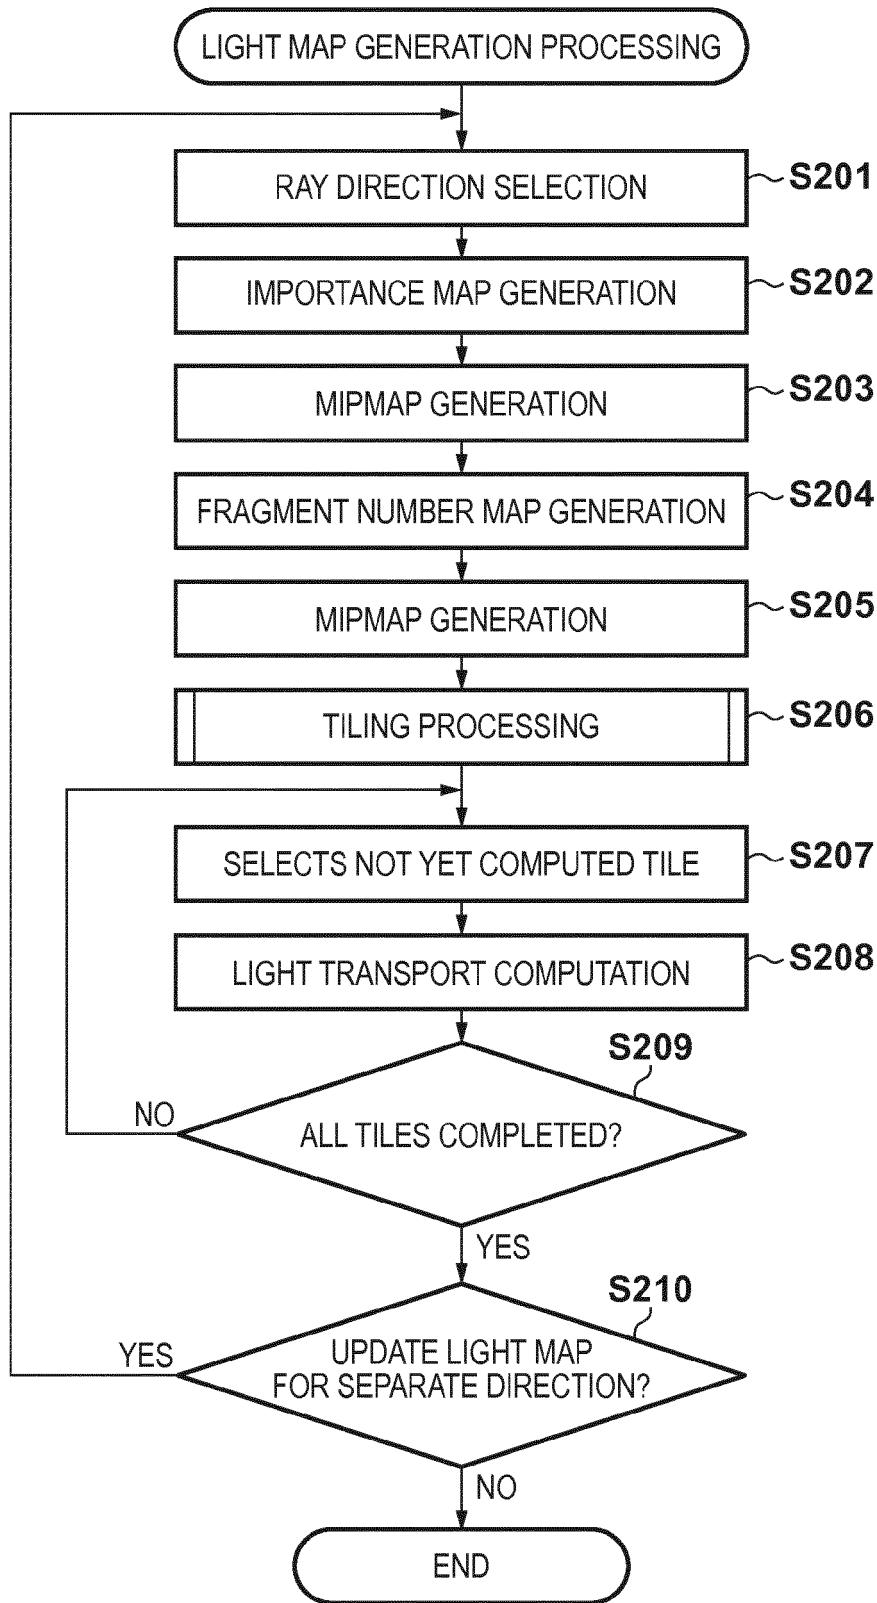 LIGHT MAP GENERATION PROCESSING
RAY DIRECTION SELECTION
S201
IMPORTANCE MAP GENERATION
S202
MIPMAP GENERATION
S203
FRAGMENT NUMBER MAP GENERATION
S204
MIPMAP GENERATION
S205
TILING PROCESSING
S206
SELECTS NOT YET COMPUTED TILE
S207
LIGHT TRANSPORT COMPUTATION
S208
S209
NO
ALL TILES COMPLETED?
YES
S210
YES
UPDATE LIGHT MAP
FOR SEPARATE DIRECTION?
NO
END